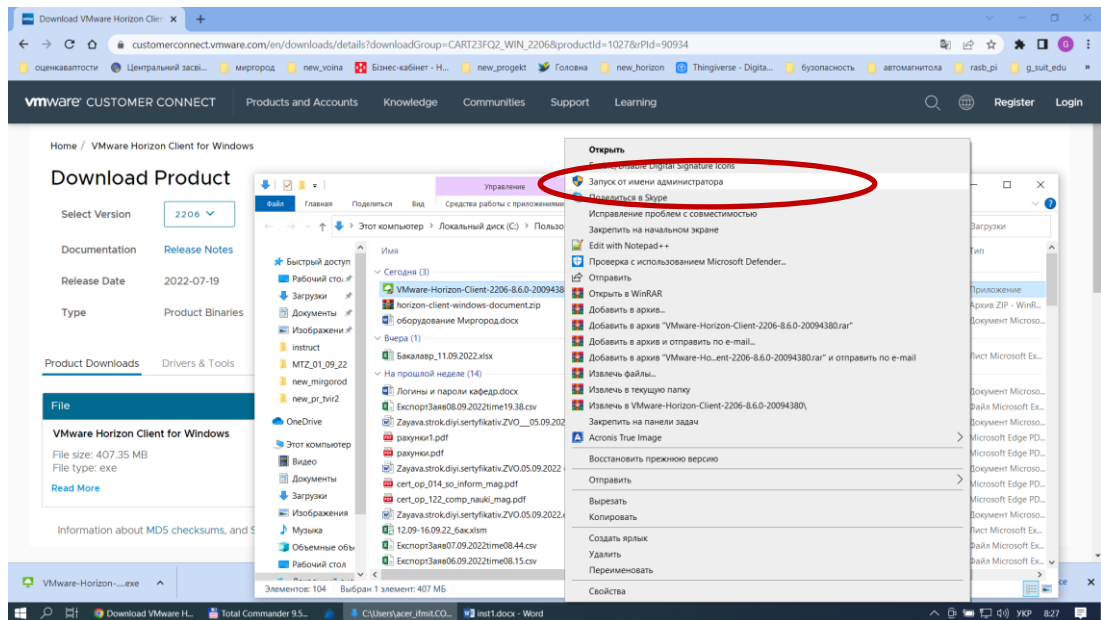 Download VMware Horizon Clien
customerconnect.vmware.com/en/downloads/details?downloadGroup=CART23FQ2_WIN_2206&productId=1027&rPId=90934
G
оценкаваптости
Центральний засві...
миргород
new_voina
Бізнес-кабінет - Н...
new_progekt
Головна
new_horizon
Thingiverse - Digita...
бузопасность
автомагнитола
rasb_pi
g_suit_edu
»
vmware CUSTOMER CONNECT
Products and Accounts
Knowledge
Communities
Support
Learning
Register
Login
Home / VMware Horizon Client for Windows
Download Product
Select Version
2206
Documentation
Release Notes
Release Date
2022-07-19
Type
Product Binaries
Product Downloads
Drivers & Tools
File
VMware Horizon Client for Windows
File size: 407.35 MB
File type: exe
Read More
Information about MD5 checksums, and S
Управление
Файл
Главная
Поделиться
Вид
Средства работы с приложениями
Этот компьютер > Локальный диск (C:) > Пользо
Загрузки
Быстрый доступ
Рабочий сто.
Загрузки
Документы
Изображени
instruct
MTZ_01_09_22
new_mirgorod
new_pr_tvir2
OneDrive
Этот компьютер
Видео
Документы
Загрузки
Изображения
Музыка
Объемные объ
Рабочий стол
Имя
Тип
Сегодня (3)
VMware-Horizon-Client-2206-8.6.0-2009438
Приложение
horizon-client-windows-document.zip
Архив ZIP - WinR...
оборудование Миргород.docx
Документ Microso...
Вчера (1)
Бакалавр_11.09.2022.xlsx
Лист Microsoft Ex...
На прошлой неделе (14)
Логины и пароли кафедр.docx
Документ Microso...
ЕкспортЗаяв08.09.2022time19.38.csv
Файл Microsoft Ex...
Zayava.strok.diyi.sertyfikativ.ZVO__05.09.202
Документ Microso...
рахунки1.pdf
Microsoft Edge PD...
рахунки.pdf
Microsoft Edge PD...
Zayava.strok.diyi.sertyfikativ.ZVO.05.09.2022
Документ Microso...
cert_op_014_so_inform_mag.pdf
Microsoft Edge PD...
cert_op_122_comp_nauki_mag.pdf
Microsoft Edge PD...
Zayava.strok.diyi.sertyfikativ.ZVO.05.09.2022.
Документ Microso...
12.09-16.09.22_6ак.xlsm
Лист Microsoft Ex...
ЕкспортЗаяв07.09.2022time08.44.csv
Файл Microsoft Ex...
ЕкспортЗаяв06.09.2022time08.15.csv
Файл Microsoft Ex...
Элементов: 104
Выбран 1 элемент: 407 МБ
Открыть
Enable/Disable Digital Signature Icons
Запуск от имени администратора
Поделиться в Skype
Исправление проблем с совместимостью
Закрепить на начальном экране
Edit with Notepad++
Проверка с использованием Microsoft Defender...
Отправить
Открыть в WinRAR
Добавить в архив...
Добавить в архив "VMware-Horizon-Client-2206-8.6.0-20094380.rar"
Добавить в архив и отправить по e-mail...
Добавить в архив "VMware-Ho...ent-2206-8.6.0-20094380.rar" и отправить по e-mail
Извлечь файлы...
Извлечь в текущую папку
Извлечь в VMware-Horizon-Client-2206-8.6.0-20094380\
Закрепить на панели задач
Acronis True Image
Восстановить прежнюю версию
Отправить
Вырезать
Копировать
Создать ярлык
Удалить
Переименовать
Свойства
VMware-Horizon-....exe
Download VMware H...
Total Commander 9.5...
C:\Users\acer_ifmit.CO...
inst1.docx - Word
УКР
8:27